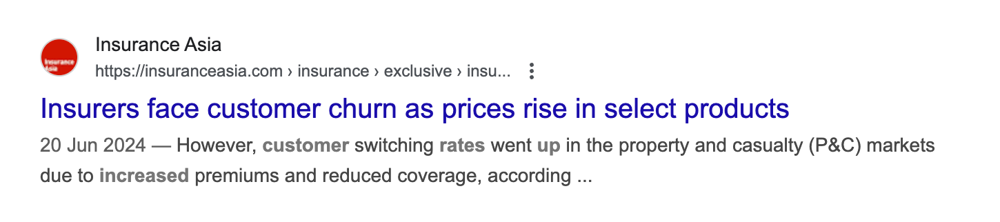 Insurance Asia
Insurance
Asia
https://insuranceasia.com › insurance › exclusive › insu...
Insurers face customer churn as prices rise in select products
20 Jun 2024 — However, customer switching rates went up in the property and casualty (P&C) markets
due to increased premiums and reduced coverage, according ...